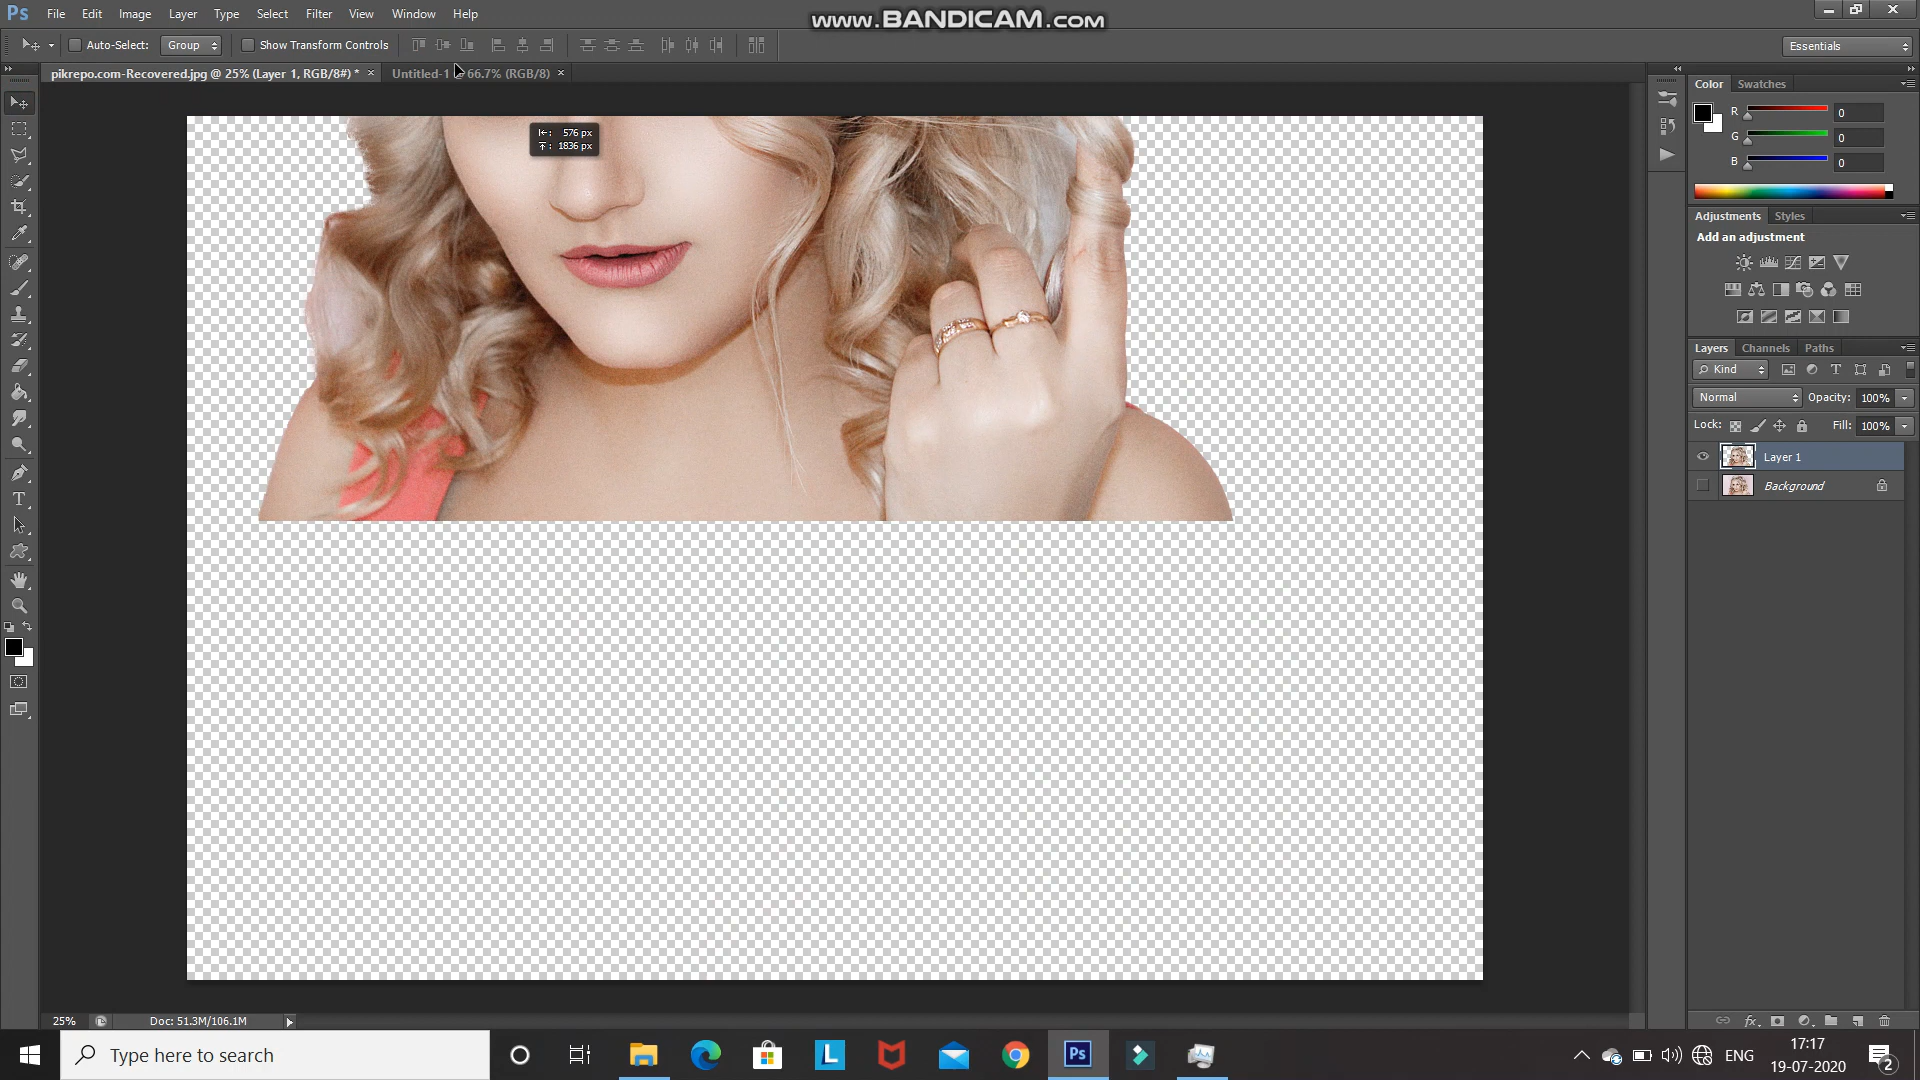 Ps File Edit Image Layer Type Select Filter View Window Help
www.BANDICAM.com
Auto-Select: Group Show Transform Controls
Essentials
pikrepo.com-Recovered.jpg @ 25% (Layer 1, RGB/8#) * ×
Untitled-1 66.7% (RGB/8) ×
576 px
1836 px
Color Swatches
R 0
G 0
B 0
Adjustments Styles
Add an adjustment
Layers Channels Paths
Kind
Normal Opacity: 100%
Lock: Fill: 100%
Layer 1
Background
T
25% Doc: 51.3M/106.1M
Type here to search
L
Ps
ENG
17:17
19-07-2020
2